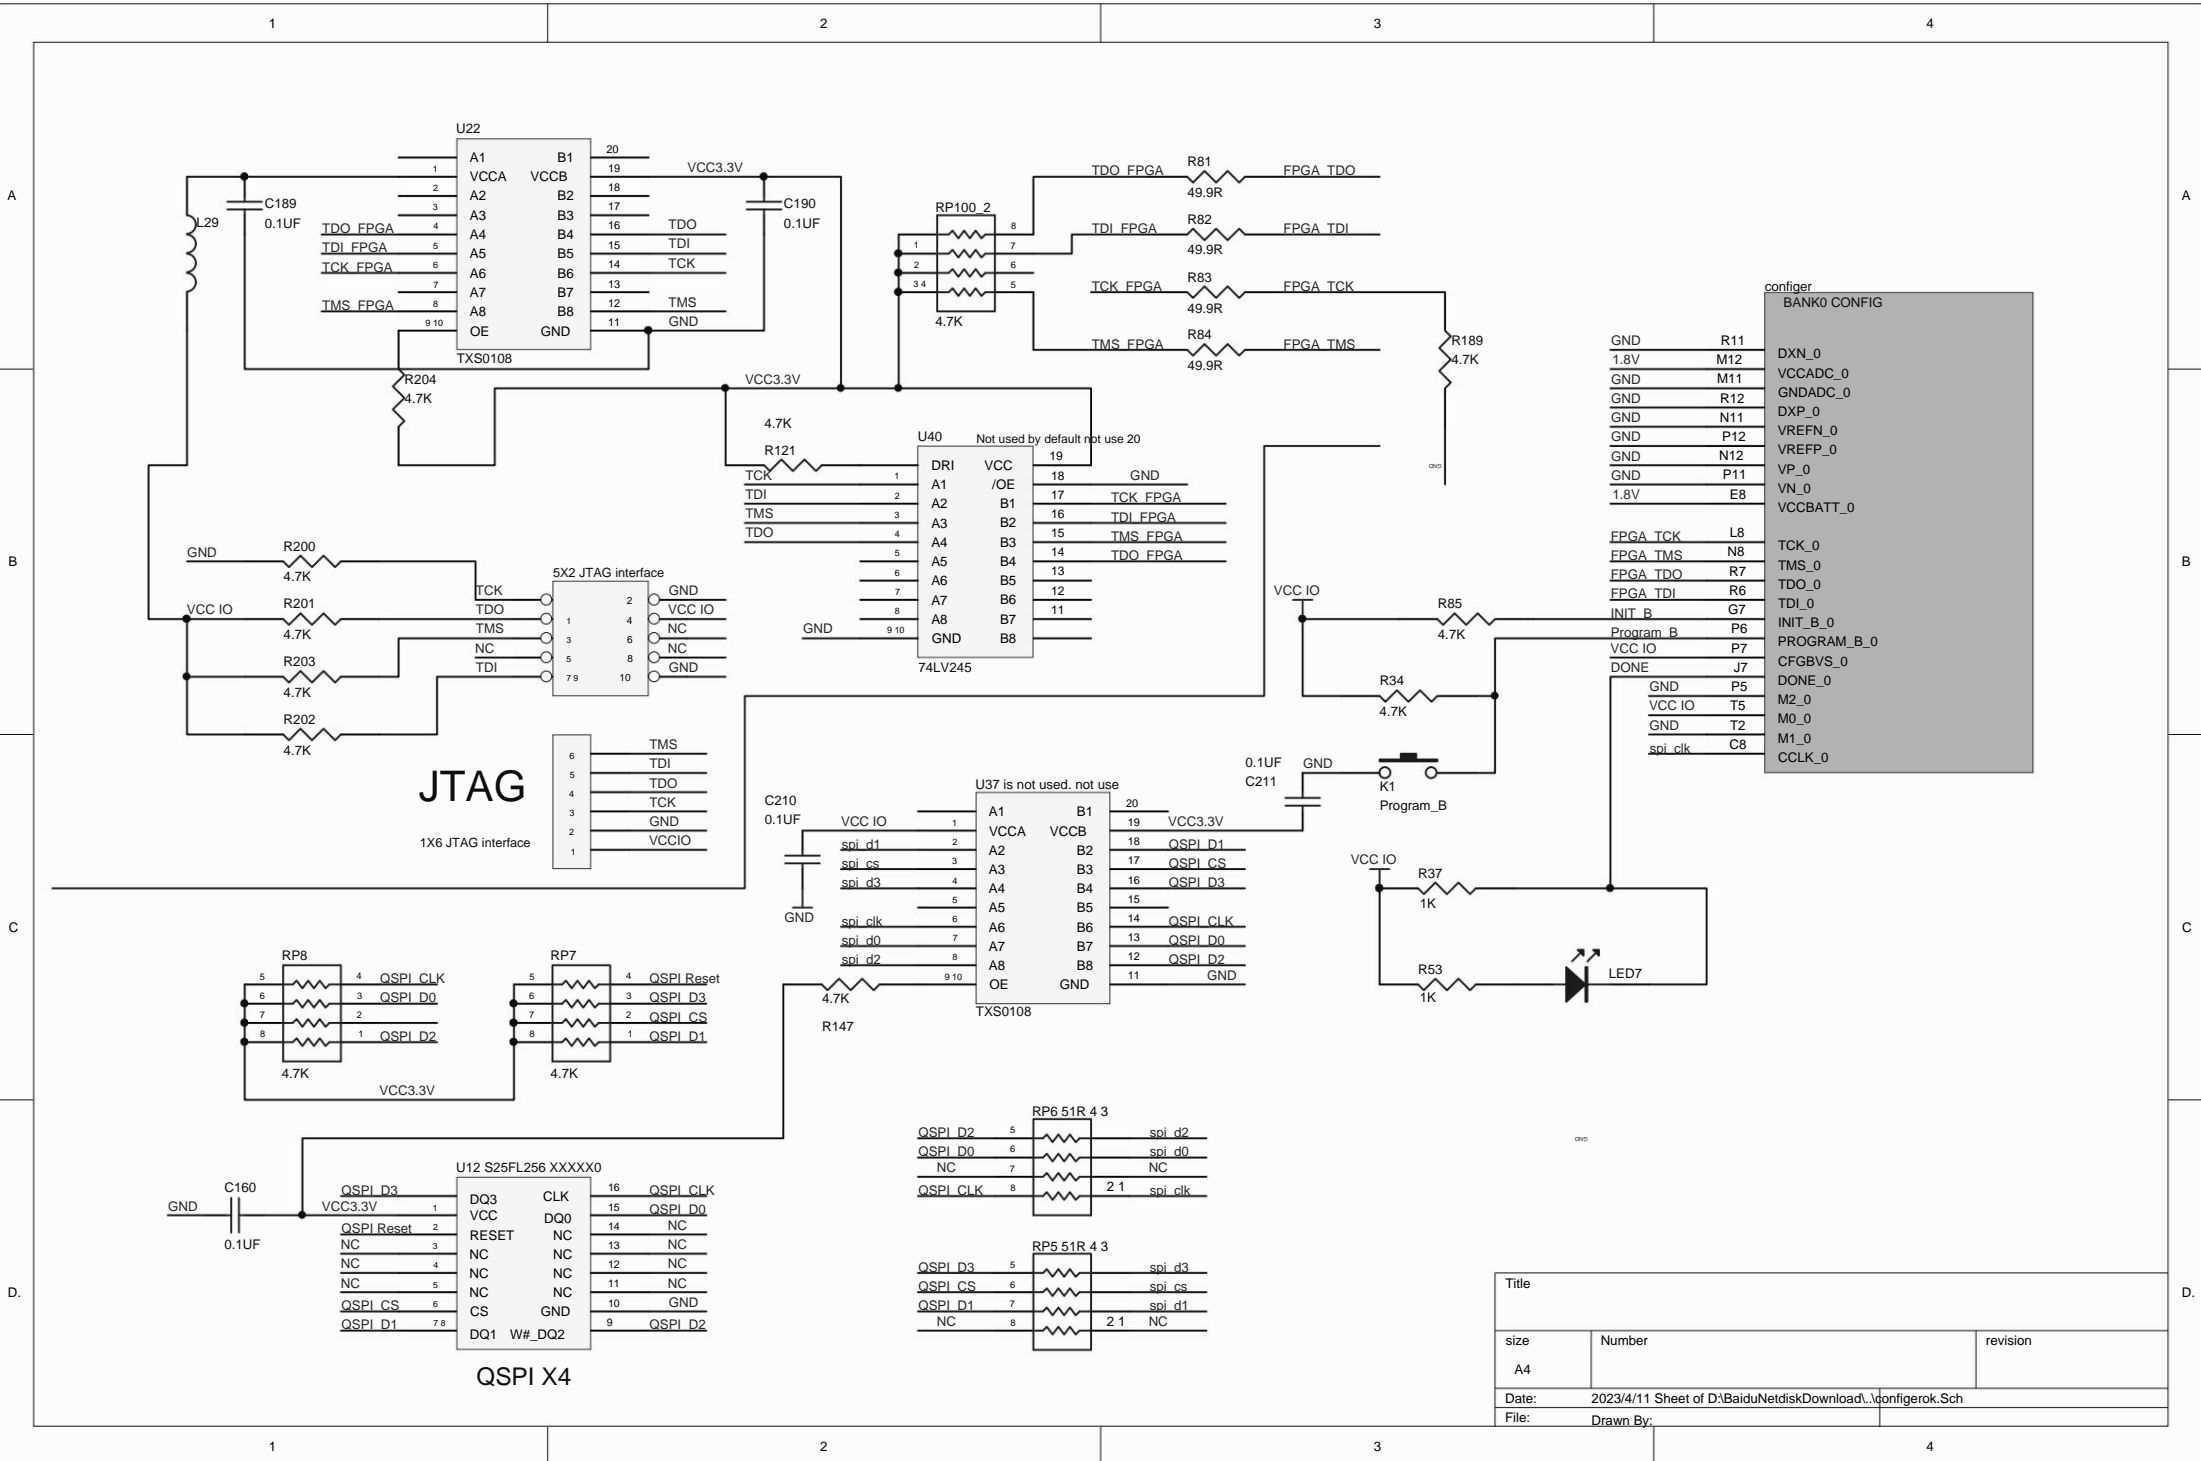 1 2 3 4
A A
B B
C C
D. D.
U22
A1 B1 20
1 VCCA VCCB 19 VCC3.3V
2 A2 B2 18
3 A3 B3 17
TDO_FPGA 4 A4 B4 16 TDO
TDI_FPGA 5 A5 B5 15 TDI
TCK_FPGA 6 A6 B6 14 TCK
7 A7 B7 13
TMS_FPGA 8 A8 B8 12 TMS
9 10 OE GND 11 GND
TXS0108
L29
C189
0.1UF
C190
0.1UF
R204
4.7K
VCC3.3V
RP100_2
8
1 7
2 6
3 4 5
4.7K
TDO_FPGA R81 FPGA_TDO
49.9R
TDI_FPGA R82 FPGA_TDI
49.9R
TCK_FPGA R83 FPGA_TCK
49.9R
TMS_FPGA R84 FPGA_TMS
49.9R
R189
4.7K
GND
4.7K
R121
U40 Not used by default not use 20
DRI VCC 19
TCK 1 A1 /OE 18 GND
TDI 2 A2 B1 17 TCK_FPGA
TMS 3 A3 B2 16 TDI_FPGA
TDO 4 A4 B3 15 TMS_FPGA
5 A5 B4 14 TDO_FPGA
6 A6 B5 13
7 A7 B6 12
8 A8 B7 11
GND 9 10 GND B8
74LV245
GND R200
4.7K
VCC IO R201
4.7K
R203
4.7K
R202
4.7K
5X2 JTAG interface
TCK 2 GND
TDO 1 4 VCC IO
TMS 3 6 NC
NC 5 8 NC
TDI 7 9 10 GND
JTAG
1X6 JTAG interface
6 TMS
5 TDI
4 TDO
3 TCK
2 GND
1 VCCIO
configer
BANK0 CONFIG
GND R11 DXN_0
1.8V M12 VCCADC_0
GND M11 GNDADC_0
GND R12 DXP_0
GND N11 VREFN_0
GND P12 VREFP_0
GND N12 VP_0
GND P11 VN_0
1.8V E8 VCCBATT_0
FPGA_TCK L8 TCK_0
FPGA_TMS N8 TMS_0
FPGA_TDO R7 TDO_0
FPGA_TDI R6 TDI_0
INIT_B G7 INIT_B_0
Program_B P6 PROGRAM_B_0
VCC IO P7 CFGBVS_0
DONE J7 DONE_0
GND P5 M2_0
VCC IO T5 M0_0
GND T2 M1_0
spi_clk C8 CCLK_0
VCC IO
R85
4.7K
R34
4.7K
0.1UF GND
C211
K1
Program_B
U37 is not used. not use
C210
0.1UF
GND
A1 B1 20
VCC IO 1 VCCA VCCB 19 VCC3.3V
spi_d1 2 A2 B2 18 QSPI_D1
spi_cs 3 A3 B3 17 QSPI_CS
spi_d3 4 A4 B4 16 QSPI_D3
5 A5 B5 15
spi_clk 6 A6 B6 14 QSPI_CLK
spi_d0 7 A7 B7 13 QSPI_D0
spi_d2 8 A8 B8 12 QSPI_D2
9 10 OE GND 11 GND
TXS0108
4.7K
R147
VCC IO
R37
1K
R53
1K
LED7
RP8
5 4 QSPI_CLK
6 3 QSPI_D0
7 2
8 1 QSPI_D2
4.7K
RP7
5 4 QSPI Reset
6 3 QSPI_D3
7 2 QSPI_CS
8 1 QSPI_D1
4.7K
VCC3.3V
GND C160
0.1UF
U12 S25FL256 XXXXX0
QSPI_D3 DQ3 CLK 16 QSPI_CLK
VCC3.3V 1 VCC DQ0 15 QSPI_D0
QSPI Reset 2 RESET NC 14 NC
NC 3 NC NC 13 NC
NC 4 NC NC 12 NC
NC 5 NC NC 11 NC
QSPI_CS 6 CS GND 10 GND
QSPI_D1 7 8 DQ1 W#_DQ2 9 QSPI_D2
QSPI X4
RP6 51R 4 3
QSPI_D2 5 spi_d2
QSPI_D0 6 spi_d0
NC 7 NC
QSPI_CLK 8 2 1 spi_clk
RP5 51R 4 3
QSPI_D3 5 spi_d3
QSPI_CS 6 spi_cs
QSPI_D1 7 spi_d1
NC 8 2 1 NC
GND
Title
size Number revision
A4
Date: 2023/4/11 Sheet of D:\BaiduNetdiskDownload\..\configerok.Sch
File: Drawn By:
1 2 3 4